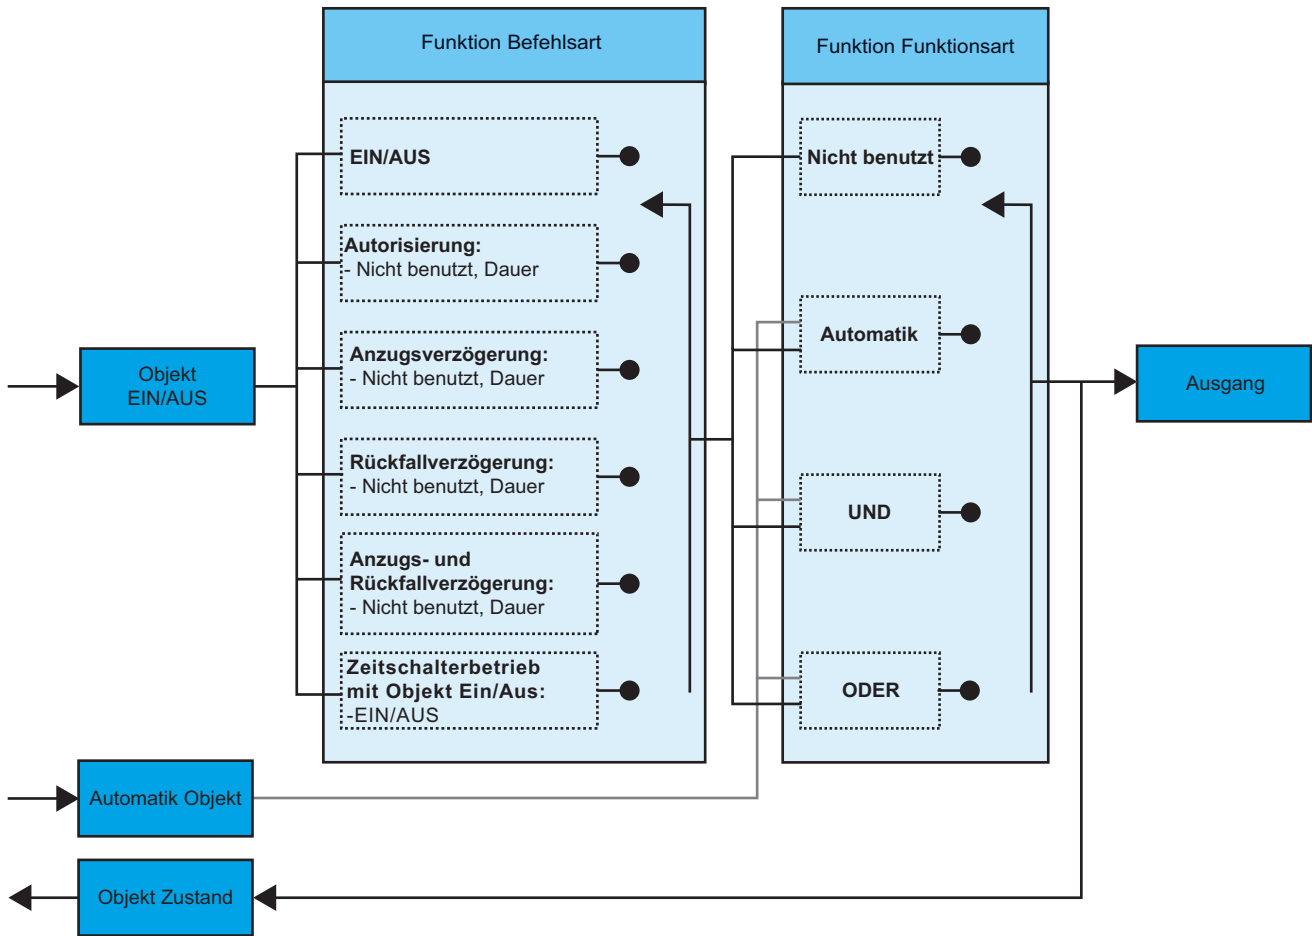 Funktion Befehlsart
Funktion Funktionsart
EIN/AUS
Autorisierung:
- Nicht benutzt, Dauer
Anzugsverzögerung:
- Nicht benutzt, Dauer
Rückfallverzögerung:
- Nicht benutzt, Dauer
Anzugs- und
Rückfallverzögerung:
- Nicht benutzt, Dauer
Zeitschalterbetrieb
mit Objekt Ein/Aus:
-EIN/AUS
Nicht benutzt
Automatik
UND
ODER
Objekt
EIN/AUS
Ausgang
Automatik Objekt
Objekt Zustand